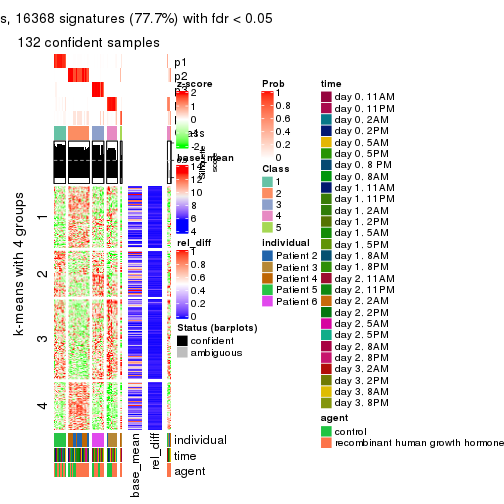 s, 16368 signatures (77.7%) with fdr < 0.05
132 confident samples
p1
p2
z-score
2
1
0
-2
base_mean
14
12
6
4
rel_diff
1
0.8
0.6
0.4
0.2
0
Status (barplots)
confident
ambiguous
Prob
1
0.8
0.6
0.4
0.2
0
Class
1
2
3
4
5
individual
Patient 2
Patient 3
Patient 4
Patient 5
Patient 6
time
day 0. 11AM
day 0. 11PM
day 0. 2AM
day 0. 2PM
day 0. 5AM
day 0. 5PM
day 0. 8 PM
day 0. 8AM
day 1. 11AM
day 1. 11PM
day 1. 2AM
day 1. 2PM
day 1. 5AM
day 1. 5PM
day 1. 8AM
day 1. 8PM
day 2. 11AM
day 2. 11PM
day 2. 2AM
day 2. 2PM
day 2. 5AM
day 2. 5PM
day 2. 8AM
day 2. 8PM
day 3. 2AM
day 3. 2PM
day 3. 8AM
day 3. 8PM
agent
control
recombinant human growth hormone
k-means with 4 groups
1
2
3
4
base_mean
rel_diff
individual
time
agent